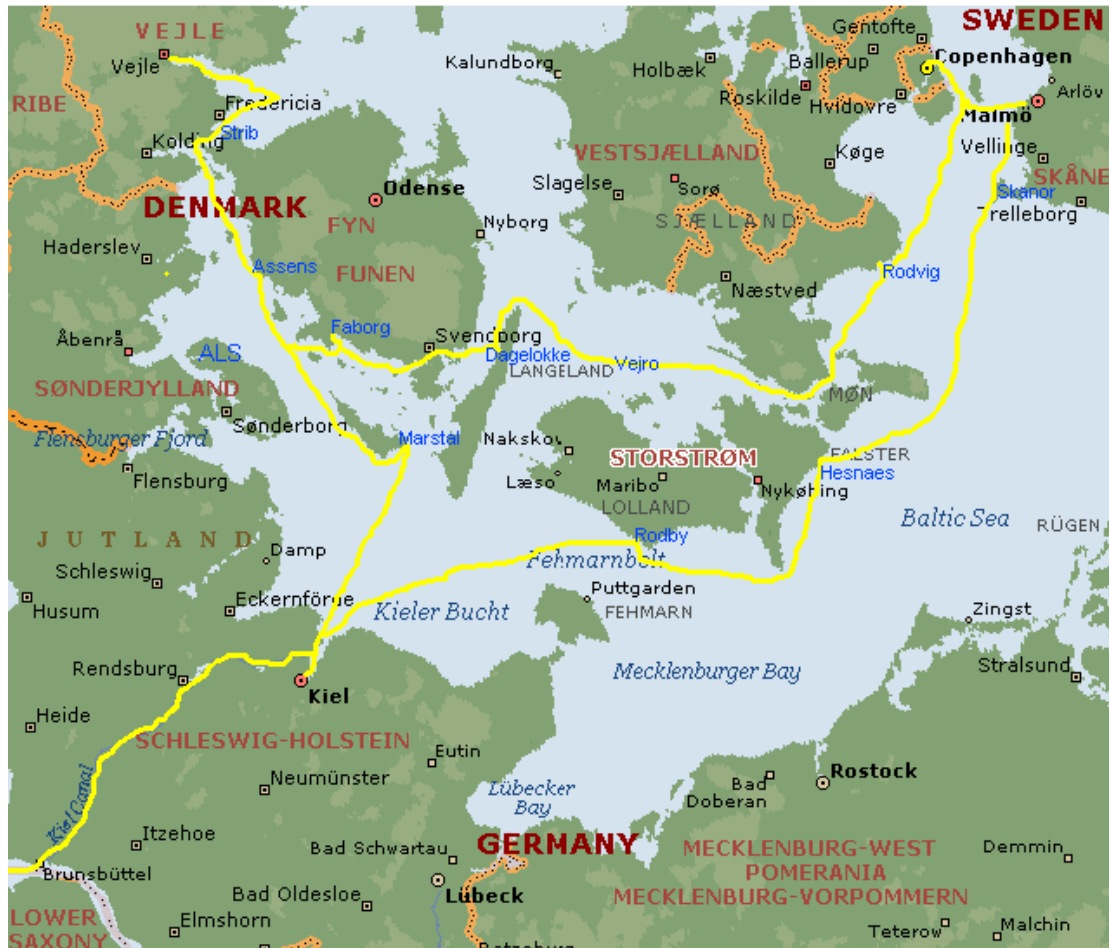 SWEDEN
VEJLE
Gentofte
Vejle
Kalundborg
Holbæk
Ballerup
Copenhagen
Arlöv
RIBE
Fredericia
Roskilde
Hvidovre
Malmö
Strib
Kolding
VESTSJÆLLAND
Køge
Vellinge
SKÅNE
Odense
Slagelse
Sorø
Skanor
DENMARK
Trelleborg
FYN
Nyborg
SJÆLLAND
Haderslev
Assens
FUNEN
Rodvig
Næstved
Faborg
Svendborg
Åbenrå
ALS
Dagelokke
Vejro
LANGELAND
SØNDERJYLLAND
MØN
Sønderborg
Flensburger Fjord
Marstal
Nakskov
STORSTRØM
FALSTER
Flensburg
Læso
Maribo
Nykøbing
Hesnaes
LOLLAND
Baltic Sea
RÜGEN
JUTLAND
Rodby
Damp
Fehmarnbolt
Schleswig
Puttgarden
Husum
Eckernförde
Kieler Bucht
FEHMARN
Zingst
Rendsburg
Mecklenburger Bay
Stralsund
Kiel
Heide
SCHLESWIG-HOLSTEIN
Eutin
Neumünster
Lübecker
Bay
Bad
Doberan
Rostock
Kiel Canal
Itzehoe
Bad Schwartau
GERMANY
MECKLENBURG-WEST
POMERANIA
MECKLENBURG-VORPOMMERN
Demmin
Brunsbüttel
Lübeck
Bad Oldesloe
LOWER
SAXONY
Elmshorn
Teterow
Malchin